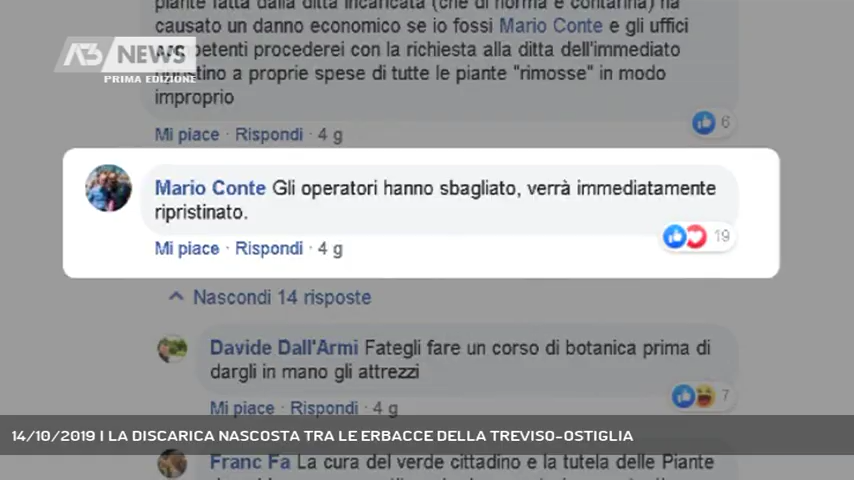 piante fatta dalla ditta incaricata (che di norma è contarina) ha
causato un danno economico se io fossi Mario Conte e gli uffici
competenti procederei con la richiesta alla ditta dell'immediato
a proprie spese di tutte le piante "rimosse" in modo
improprio
A3 NEWS
PRIMA EDIZIONE
6
Mi piace · Rispondi · 4 g
Mario Conte Gli operatori hanno sbagliato, verrà immediatamente
ripristinato.
19
Mi piace · Rispondi · 4 g
Nascondi 14 risposte
Davide Dall'Armi Fategli fare un corso di botanica prima di
dargli in mano gli attrezzi
7
Mi piace · Rispondi · 4 g
14/10/2019 | LA DISCARICA NASCOSTA TRA LE ERBACCE DELLA TREVISO-OSTIGLIA
Franc Fa La cura del verde cittadino e la tutela delle Piante